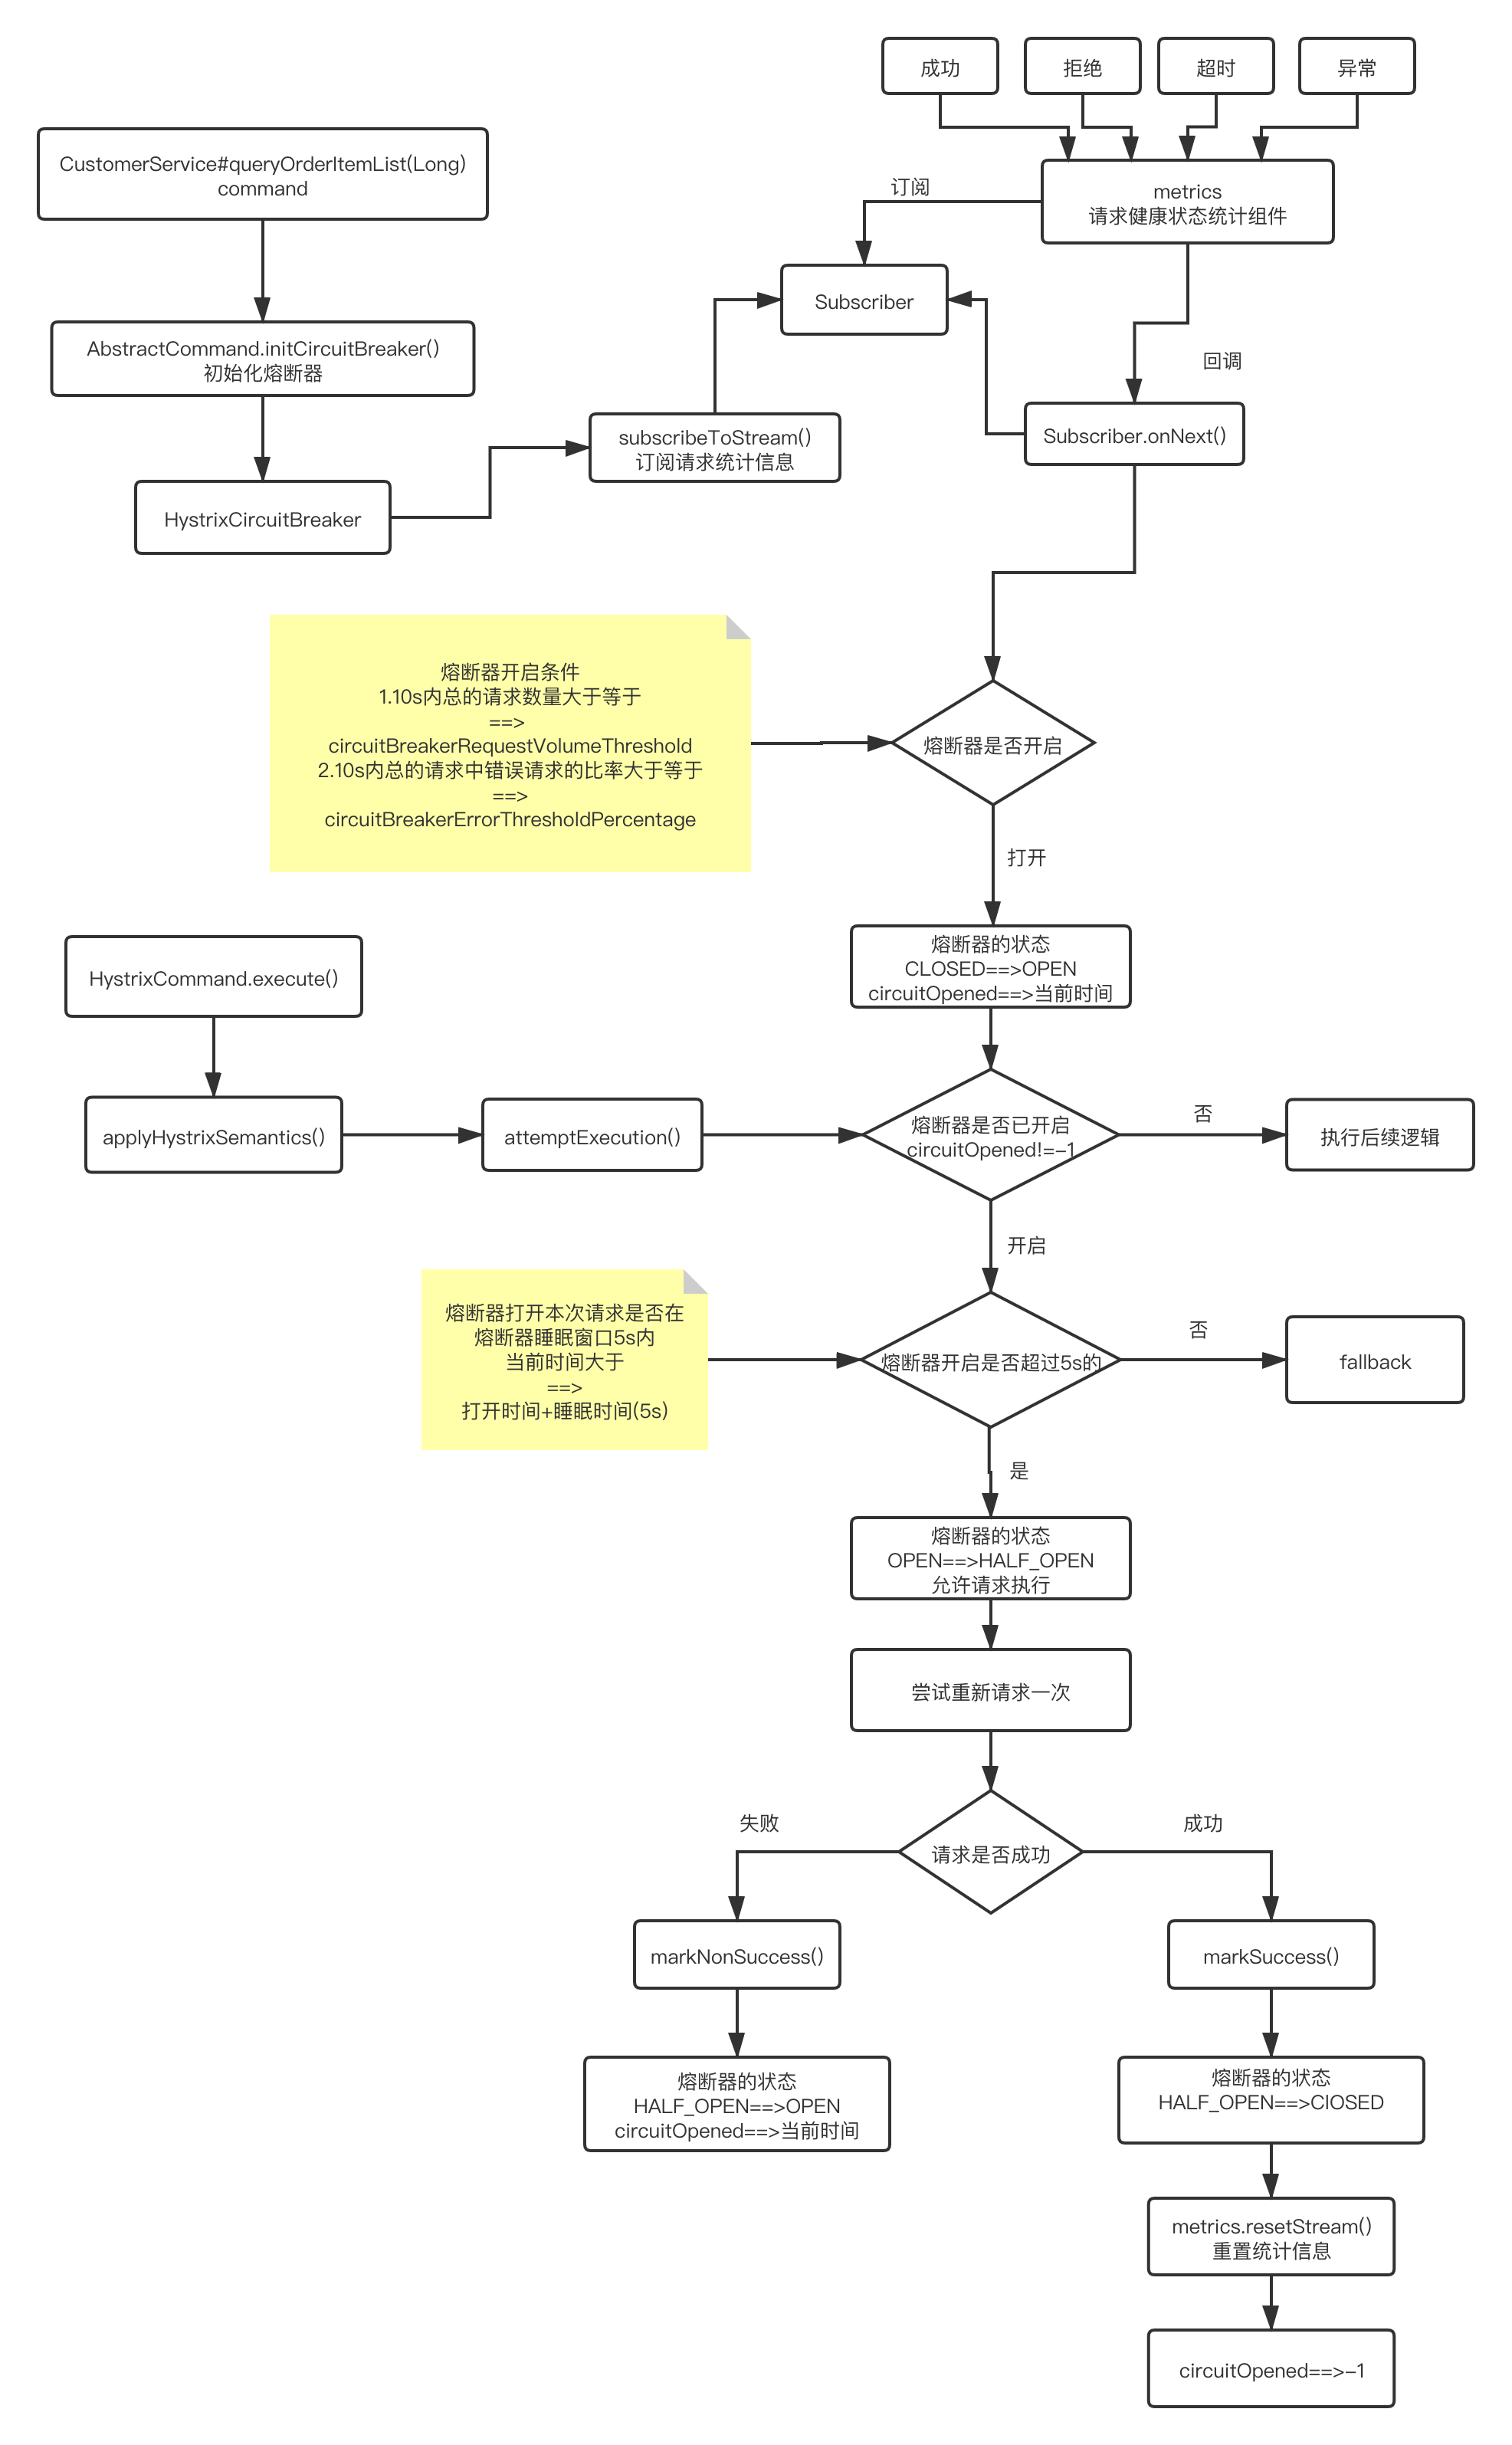 成功
拒绝
超时
异常
CustomerService#queryOrderItemList(Long)
command
metrics
请求健康状态统计组件
订阅
Subscriber
AbstractCommand.initCircuitBreaker()
初始化熔断器
回调
subscribeToStream()
订阅请求统计信息
Subscriber.onNext()
HystrixCircuitBreaker
熔断器开启条件
1.10s内总的请求数量大于等于
==>
circuitBreakerRequestVolumeThreshold
2.10s内总的请求中错误请求的比率大于等于
==>
circuitBreakerErrorThresholdPercentage
熔断器是否开启
打开
熔断器的状态
CLOSED==>OPEN
circuitOpened==>当前时间
HystrixCommand.execute()
applyHystrixSemantics()
attemptExecution()
熔断器是否已开启
circuitOpened!=-1
否
执行后续逻辑
开启
熔断器打开本次请求是否在
熔断器睡眠窗口5s内
当前时间大于
==>
打开时间+睡眠时间(5s)
熔断器开启是否超过5s的
否
fallback
是
熔断器的状态
OPEN==>HALF_OPEN
允许请求执行
尝试重新请求一次
失败
请求是否成功
成功
markNonSuccess()
markSuccess()
熔断器的状态
HALF_OPEN==>OPEN
circuitOpened==>当前时间
熔断器的状态
HALF_OPEN==>ClOSED
metrics.resetStream()
重置统计信息
circuitOpened==>-1